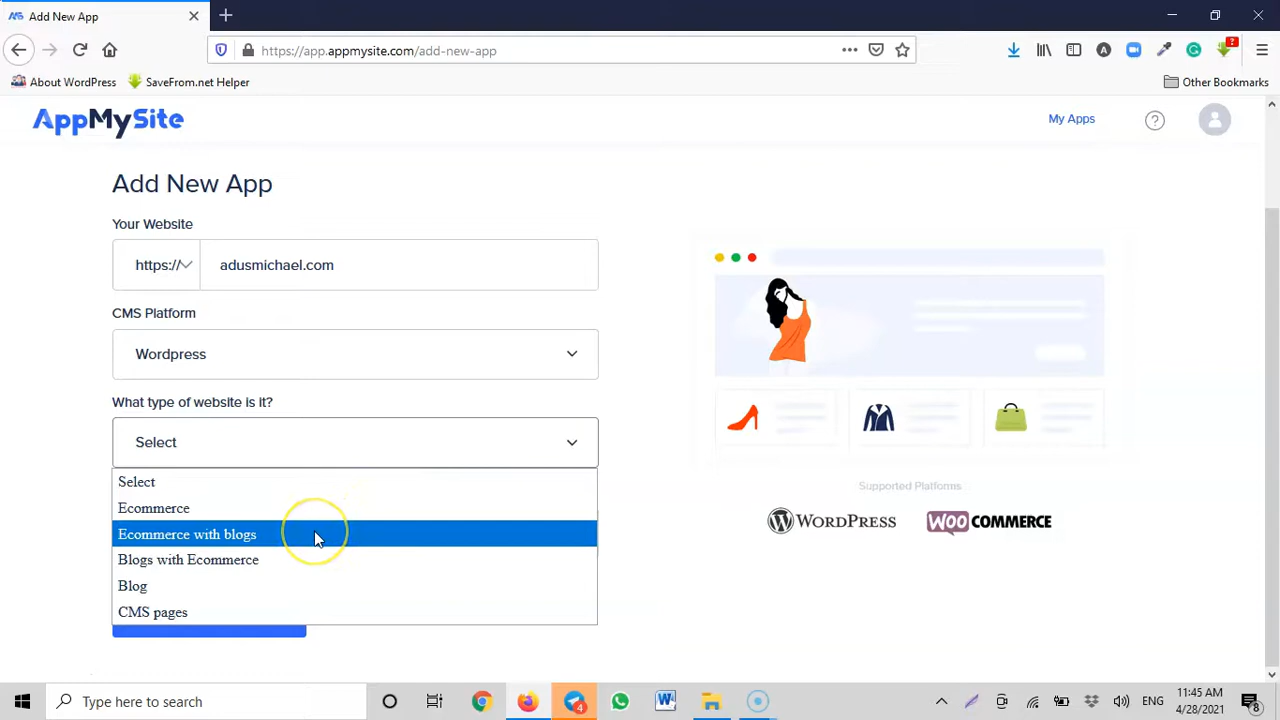 Add New App
https://app.appmysite.com/add-new-app
About WordPress
SaveFrom.net Helper
Other Bookmarks
AppMySite
My Apps
Add New App
Your Website
https://
adusmichael.com
CMS Platform
Wordpress
What type of website is it?
Select
Select
Ecommerce
Ecommerce with blogs
Blogs with Ecommerce
Blog
CMS pages
Supported Platforms
WORDPRESS
WOO COMMERCE
Type here to search
4
ENG
11:45 AM
4/28/2021
8